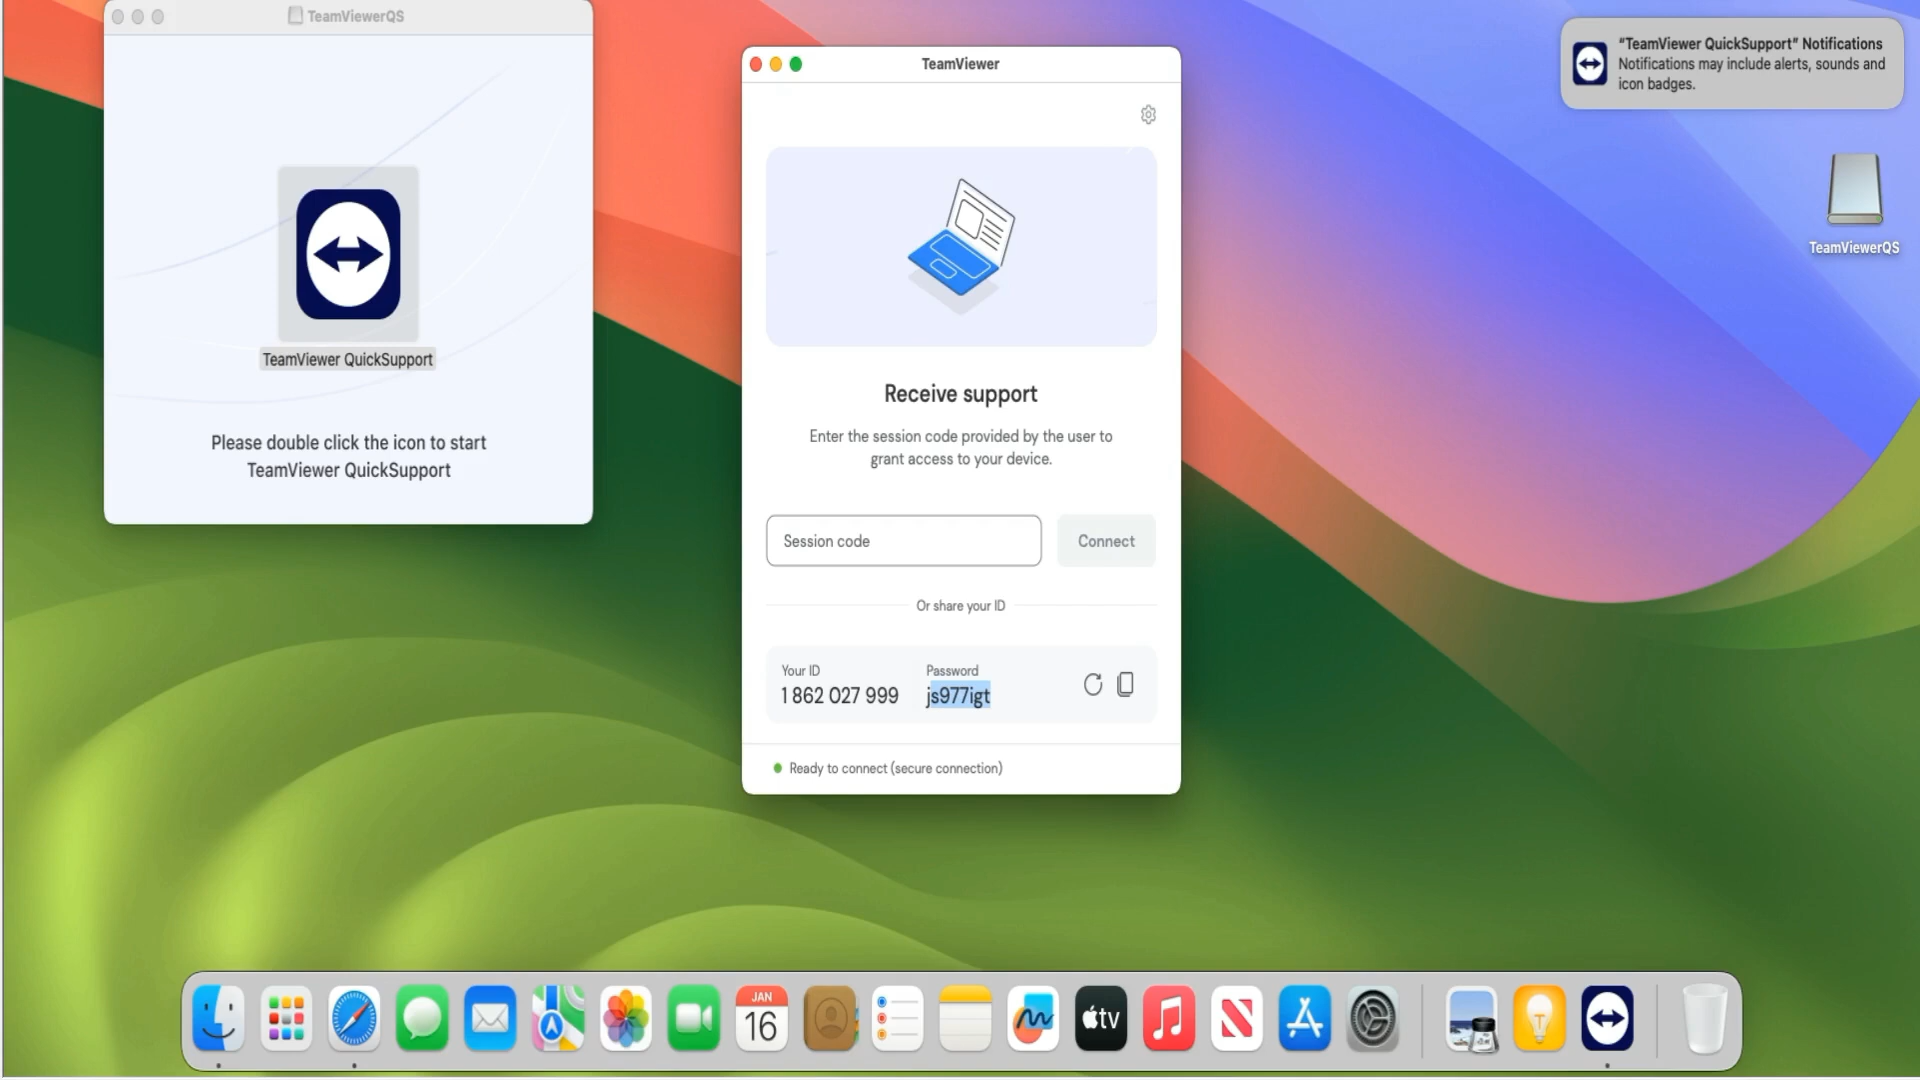 TeamViewerQS
TeamViewer QuickSupport
Please double click the icon to start
TeamViewer QuickSupport
TeamViewer
Receive support
Enter the session code provided by the user to
grant access to your device.
Session code
Connect
Or share your ID
Your ID
Password
1 862 027 999
js977igt
Ready to connect (secure connection)
“TeamViewer QuickSupport” Notifications
Notifications may include alerts, sounds and
icon badges.
TeamViewerQS
JAN
16
tv